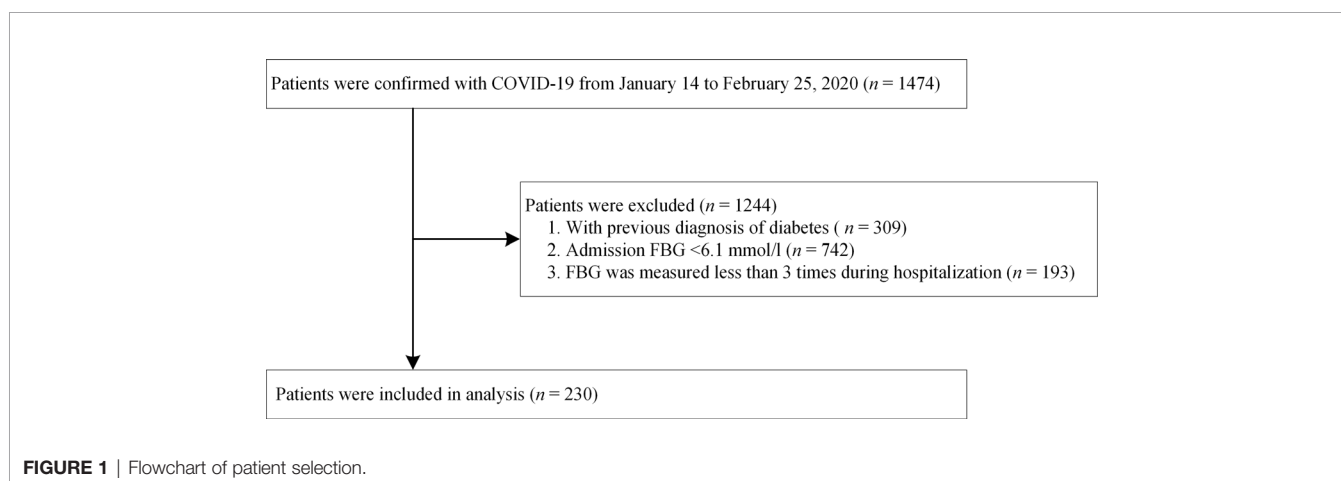 Patients were confirmed with COVID-19 from January 14 to February 25, 2020 (n = 1474)
Patients were excluded (n = 1244)
1. With previous diagnosis of diabetes ( n = 309)
2. Admission FBG <6.1 mmol/l (n = 742)
3. FBG was measured less than 3 times during hospitalization (n = 193)
Patients were included in analysis (n = 230)
FIGURE 1 | Flowchart of patient selection.